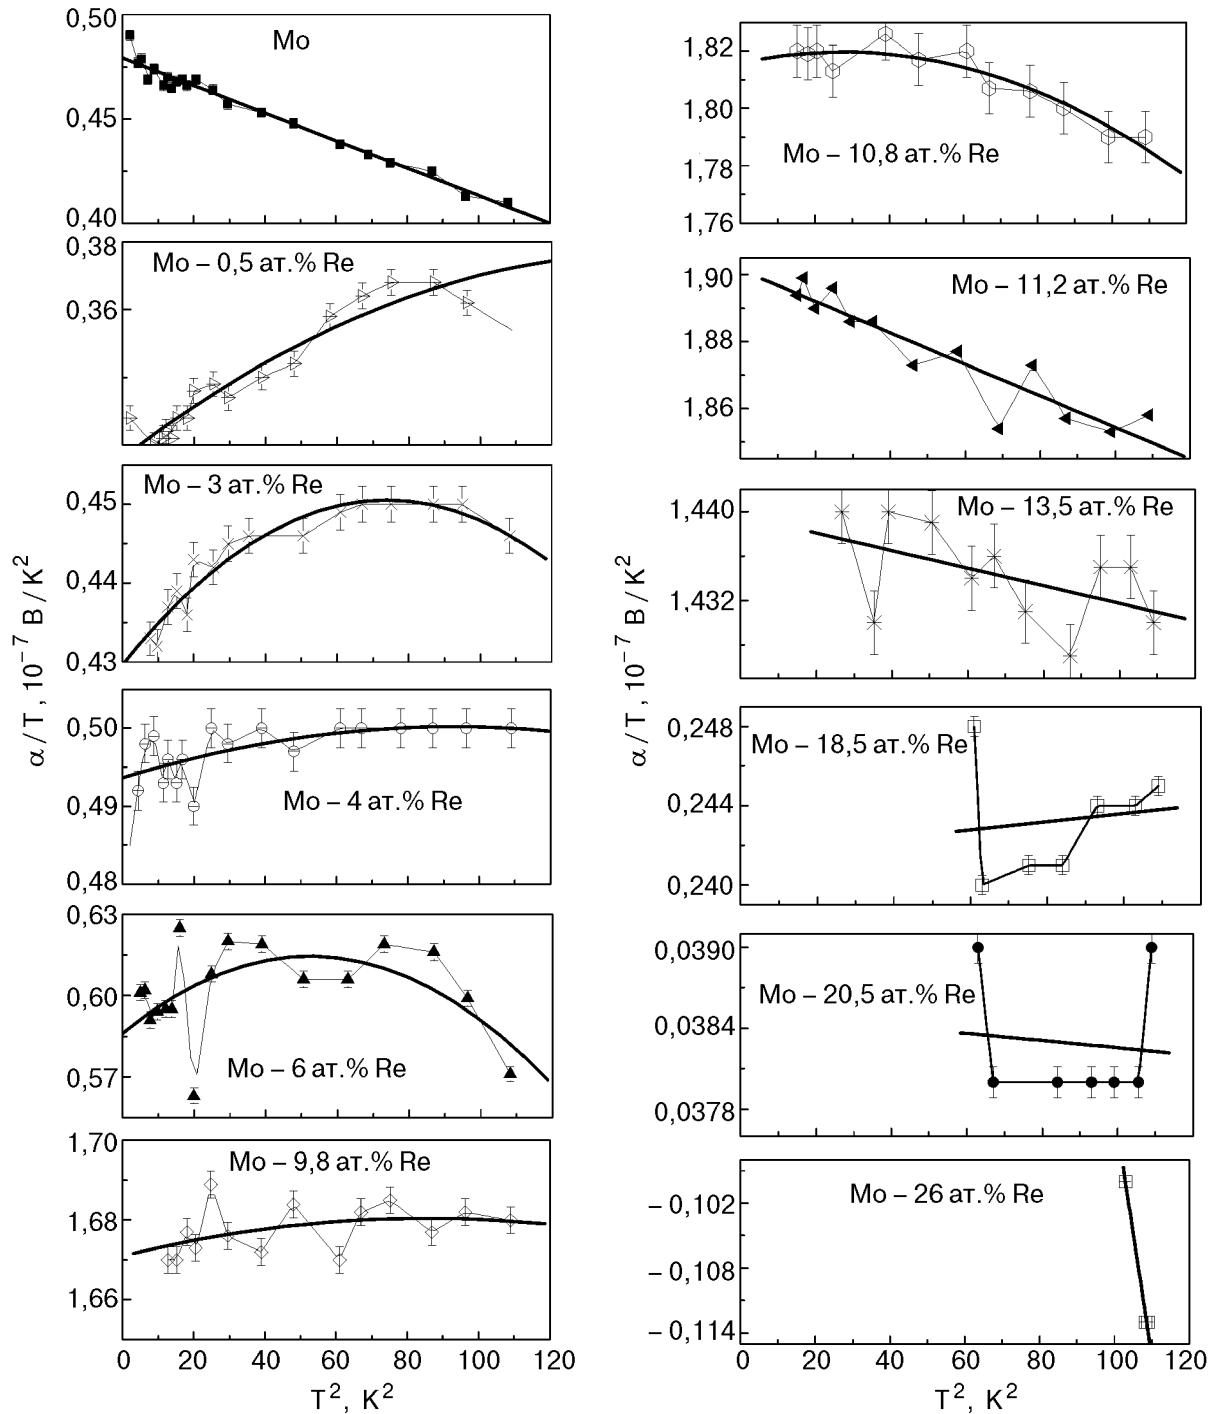 0,50
Mo
0,45
0,40
0,38
Mo – 0,5 ат.% Re
0,36
Mo – 3 ат.% Re
0,45
0,44
0,43
0,50
0,49
Mo – 4 ат.% Re
0,48
0,63
0,60
Mo – 6 ат.% Re
0,57
1,70
Mo – 9,8 ат.% Re
1,68
1,66
0 20 40 60 80 100 120
T², K²
α/T, 10⁻⁷ B/K²
1,82
1,80
Mo – 10,8 ат.% Re
1,78
1,76
1,90
Mo – 11,2 ат.% Re
1,88
1,86
1,440
Mo – 13,5 ат.% Re
1,432
0,248
Mo – 18,5 ат.% Re
0,244
0,240
0,0390
Mo – 20,5 ат.% Re
0,0384
0,0378
Mo – 26 ат.% Re
– 0,102
– 0,108
– 0,114
0 20 40 60 80 100 120
T², K²
α/T, 10⁻⁷ B/K²